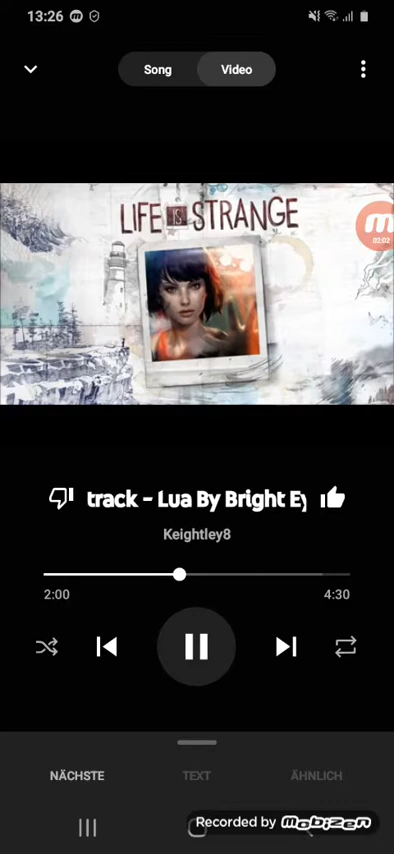 13:26
Song Video
LIFE IS STRANGE
02:02
track - Lua By Bright Ey
Keightley8
2:00 4:30
NÄCHSTE TEXT ÄHNLICH
Recorded by mobizen